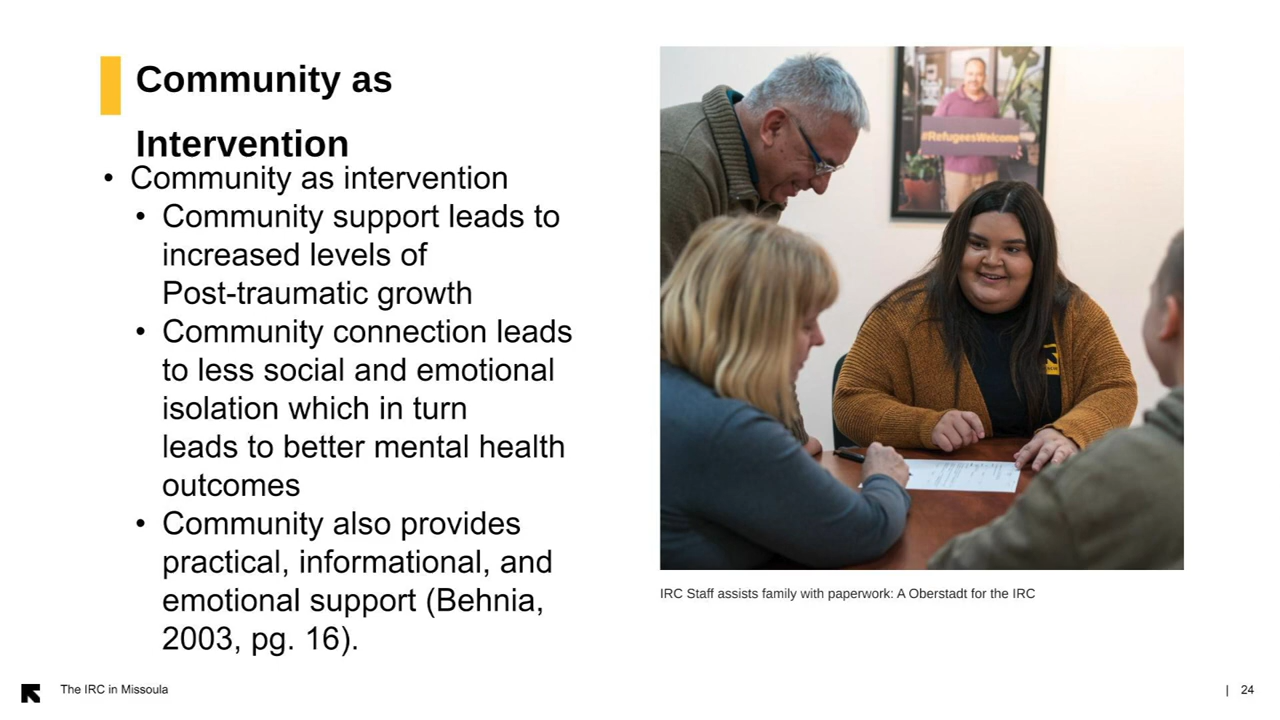 Community as
Intervention
• Community as intervention
• Community support leads to
increased levels of
Post-traumatic growth
• Community connection leads
to less social and emotional
isolation which in turn
leads to better mental health
outcomes
• Community also provides
practical, informational, and
emotional support (Behnia,
2003, pg. 16).
#RefugeesWelcome
IRC Staff assists family with paperwork: A Oberstadt for the IRC
The IRC in Missoula
| 24